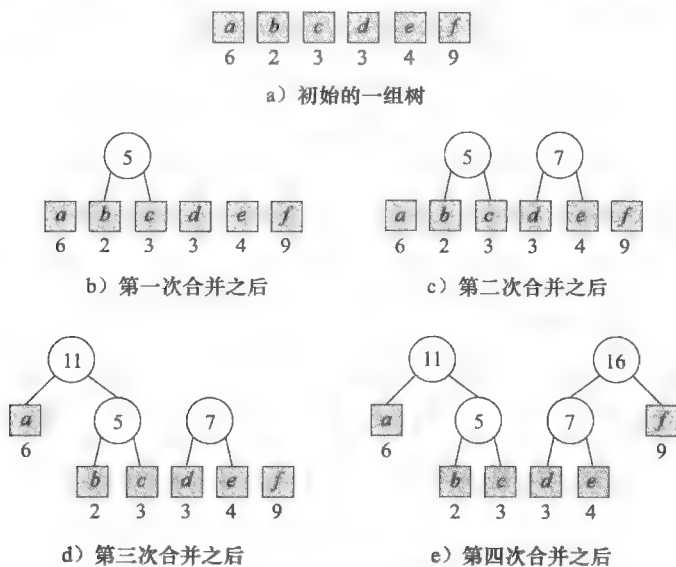 a b c d e f
6 2 3 3 4 9
a）初始的一组树
5
a b c d e f
6 2 3 3 4 9
b）第一次合并之后
5 7
a b c d e f
6 2 3 3 4 9
c）第二次合并之后
11
a 5 7
6
b c d e f
2 3 3 4 9
d）第三次合并之后
11 16
a 5 7 f
6 9
b c d e
2 3 3 4
e）第四次合并之后